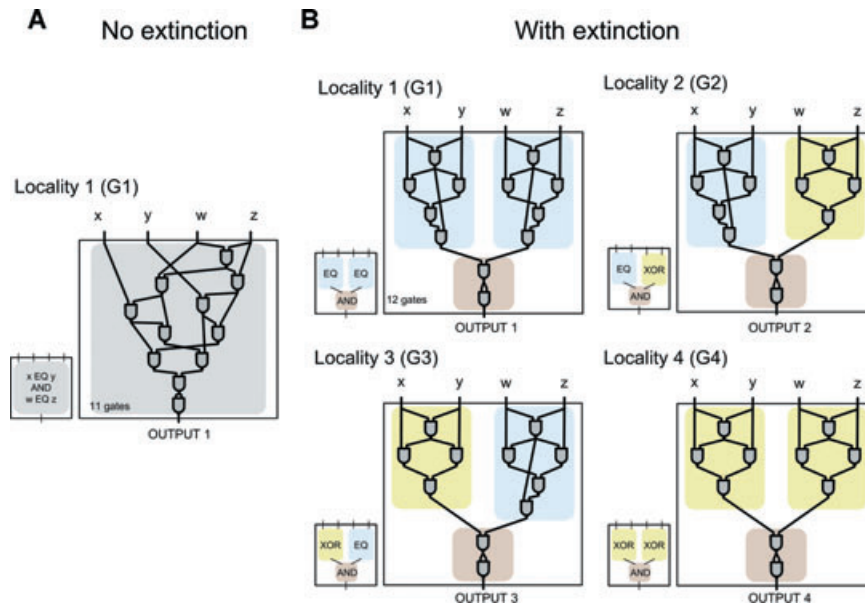 A
No extinction
Locality 1 (G1)
x y w z
x EQ y
AND
w EQ z
11 gates
OUTPUT 1
B
With extinction
Locality 1 (G1)
x y w z
EQ EQ
AND
12 gates
OUTPUT 1
Locality 2 (G2)
x y w z
EQ XOR
AND
OUTPUT 2
Locality 3 (G3)
x y w z
XOR EQ
AND
OUTPUT 3
Locality 4 (G4)
x y w z
XOR XOR
AND
OUTPUT 4